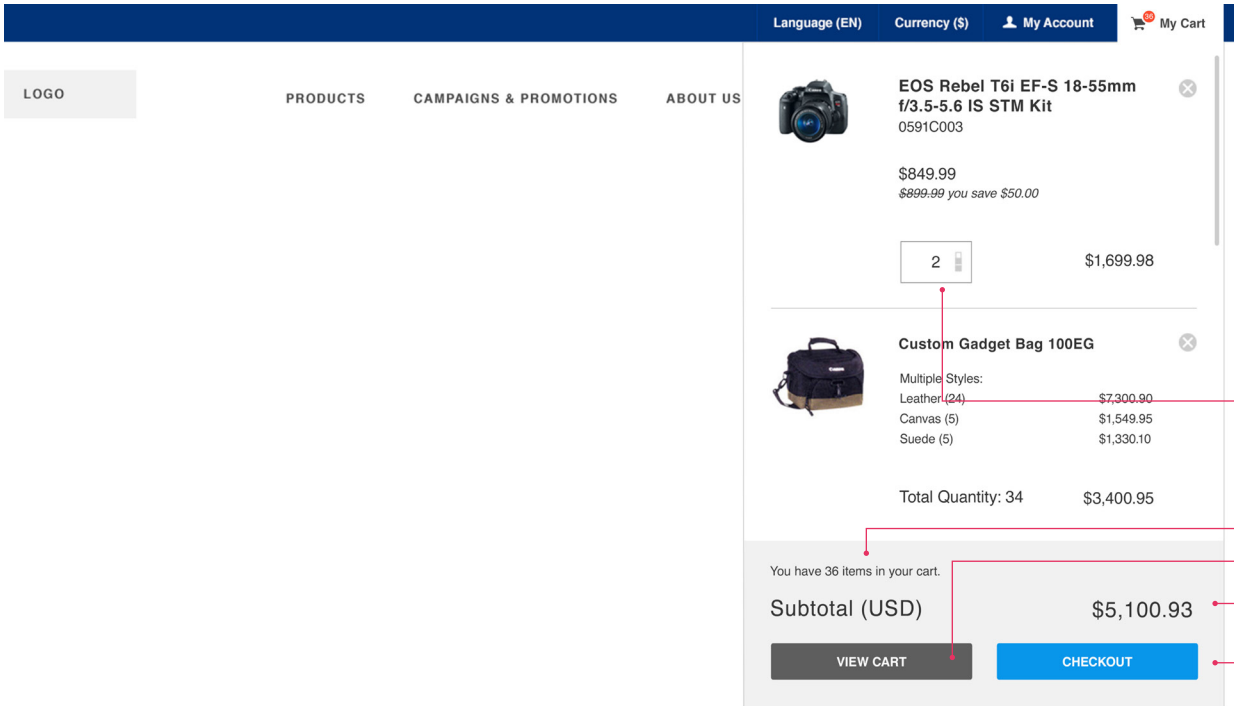 Language (EN) Currency ($) My Account 36 My Cart
LOGO
PRODUCTS CAMPAIGNS & PROMOTIONS ABOUT US
EOS Rebel T6i EF-S 18-55mm
f/3.5-5.6 IS STM Kit
0591C003
$849.99
$899.99 you save $50.00
2 $1,699.98
Custom Gadget Bag 100EG
Multiple Styles:
Leather (24) $7,300.90
Canvas (5) $1,549.95
Suede (5) $1,330.10
Total Quantity: 34 $3,400.95
You have 36 items in your cart.
Subtotal (USD) $5,100.93
VIEW CART CHECKOUT